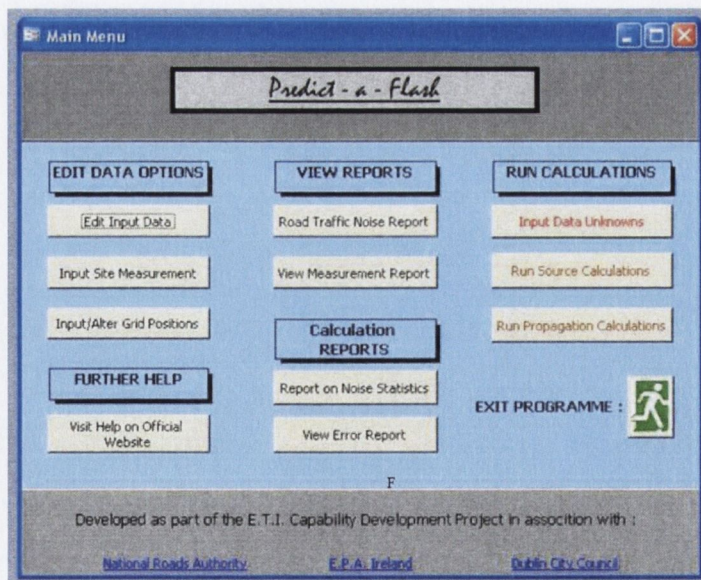 Main Menu
Predict - a - Flash
EDIT DATA OPTIONS
Edit Input Data
Input Site Measurement
Input/Alter Grid Positions
FURTHER HELP
Visit Help on Official
Website
VIEW REPORTS
Road Traffic Noise Report
View Measurement Report
Calculation
REPORTS
Report on Noise Statistics
View Error Report
RUN CALCULATIONS
Input Data Unknowns
Run Source Calculations
Run Propagation Calculations
EXIT PROGRAMME :
F
Developed as part of the E.T.I. Capability Development Project in assocition with :
National Roads Authority
E.P.A. Ireland
Dublin City Council